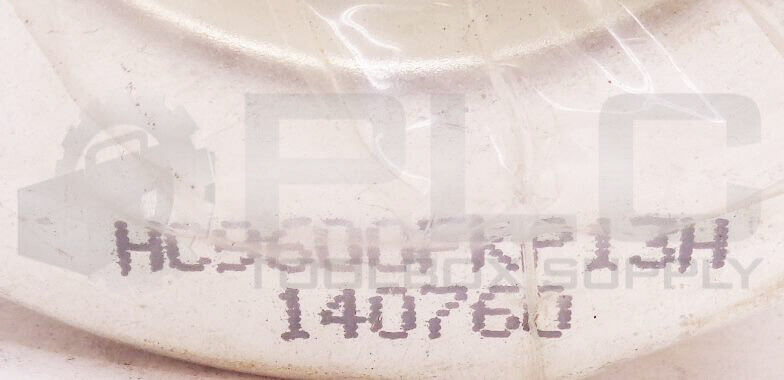 PLC
TOOLBOX SUPPLY
HC9600FKP13H
140760